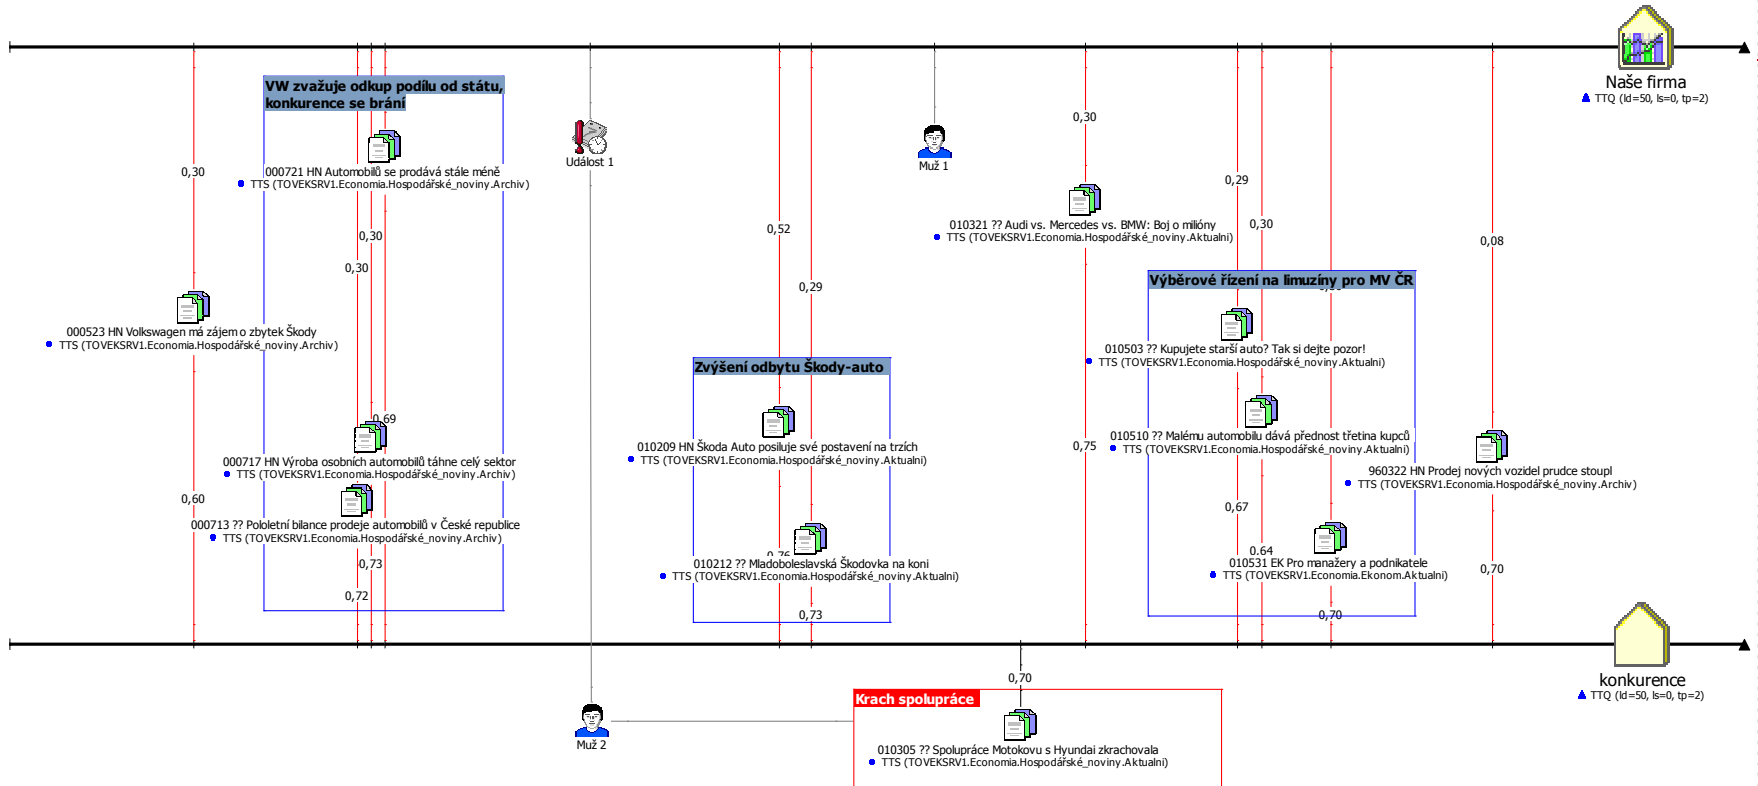 Naše firma
TTQ (ld=50, ls=0, tp=2)
VW zvažuje odkup podílu od státu,
konkurence se brání
000721 HN Automobilů se prodává stále méně
TTS (TOVEKSRV1.Economia.Hospodářské_noviny.Archiv)
0,30
0,30
0,30
000523 HN Volkswagen má zájem o zbytek Škody
TTS (TOVEKSRV1.Economia.Hospodářské_noviny.Archiv)
0,69
000717 HN Výroba osobních automobilů táhne celý sektor
TTS (TOVEKSRV1.Economia.Hospodářské_noviny.Archiv)
0,60
000713 ?? Pololetní bilance prodeje automobilů v České republice
TTS (TOVEKSRV1.Economia.Hospodářské_noviny.Archiv)
0,73
0,72
Událost 1
Muž 1
0,52
0,29
Zvýšení odbytu Škody-auto
010209 HN Škoda Auto posiluje své postavení na trzích
TTS (TOVEKSRV1.Economia.Hospodářské_noviny.Aktualni)
0,76
010212 ?? Mladoboleslavská Škodovka na koni
TTS (TOVEKSRV1.Economia.Hospodářské_noviny.Aktualni)
0,73
0,30
010321 ?? Audi vs. Mercedes vs. BMW: Boj o milióny
TTS (TOVEKSRV1.Economia.Hospodářské_noviny.Aktualni)
0,75
0,29
0,30
Výběrové řízení na limuzíny pro MV ČR
010503 ?? Kupujete starší auto? Tak si dejte pozor!
TTS (TOVEKSRV1.Economia.Hospodářské_noviny.Aktualni)
010510 ?? Malému automobilu dává přednost třetina kupců
TTS (TOVEKSRV1.Economia.Hospodářské_noviny.Aktualni)
0,67
0,64
010531 EK Pro manažery a podnikatele
TTS (TOVEKSRV1.Economia.Ekonom.Aktualni)
0,70
0,08
960322 HN Prodej nových vozidel prudce stoupl
TTS (TOVEKSRV1.Economia.Hospodářské_noviny.Archiv)
0,70
konkurence
TTQ (ld=50, ls=0, tp=2)
0,70
Krach spolupráce
Muž 2
010305 ?? Spolupráce Motokovu s Hyundai zkrachovala
TTS (TOVEKSRV1.Economia.Hospodářské_noviny.Aktualni)